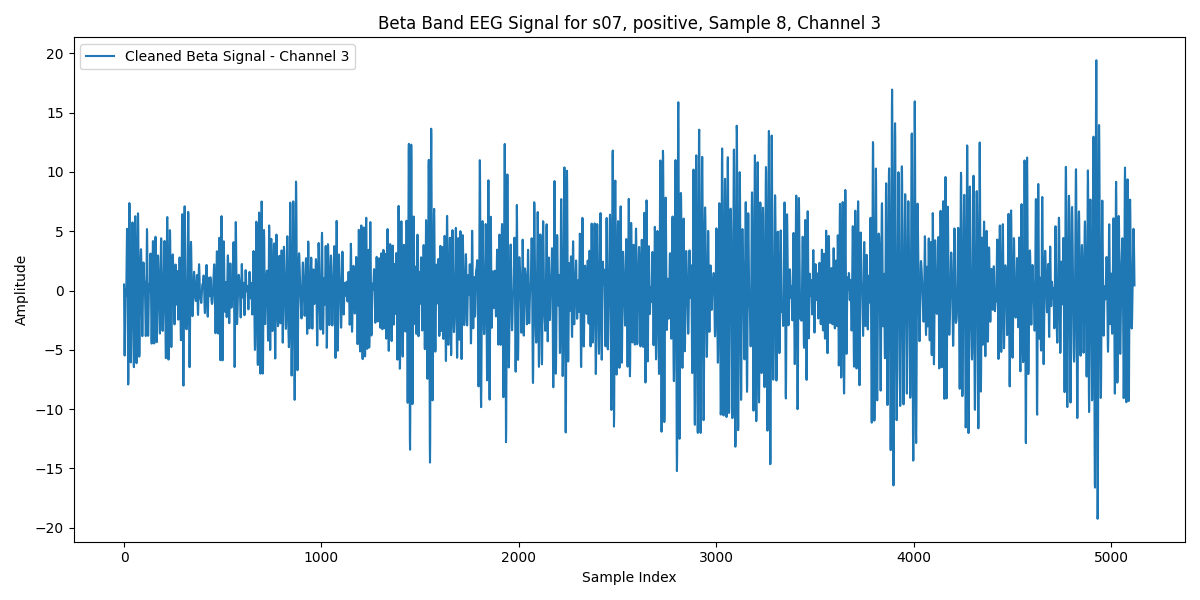 Beta Band EEG Signal for s07, positive, Sample 8, Channel 3
Cleaned Beta Signal - Channel 3
20
15
10
5
0
−5
−10
−15
−20
Amplitude
0 1000 2000 3000 4000 5000
Sample Index